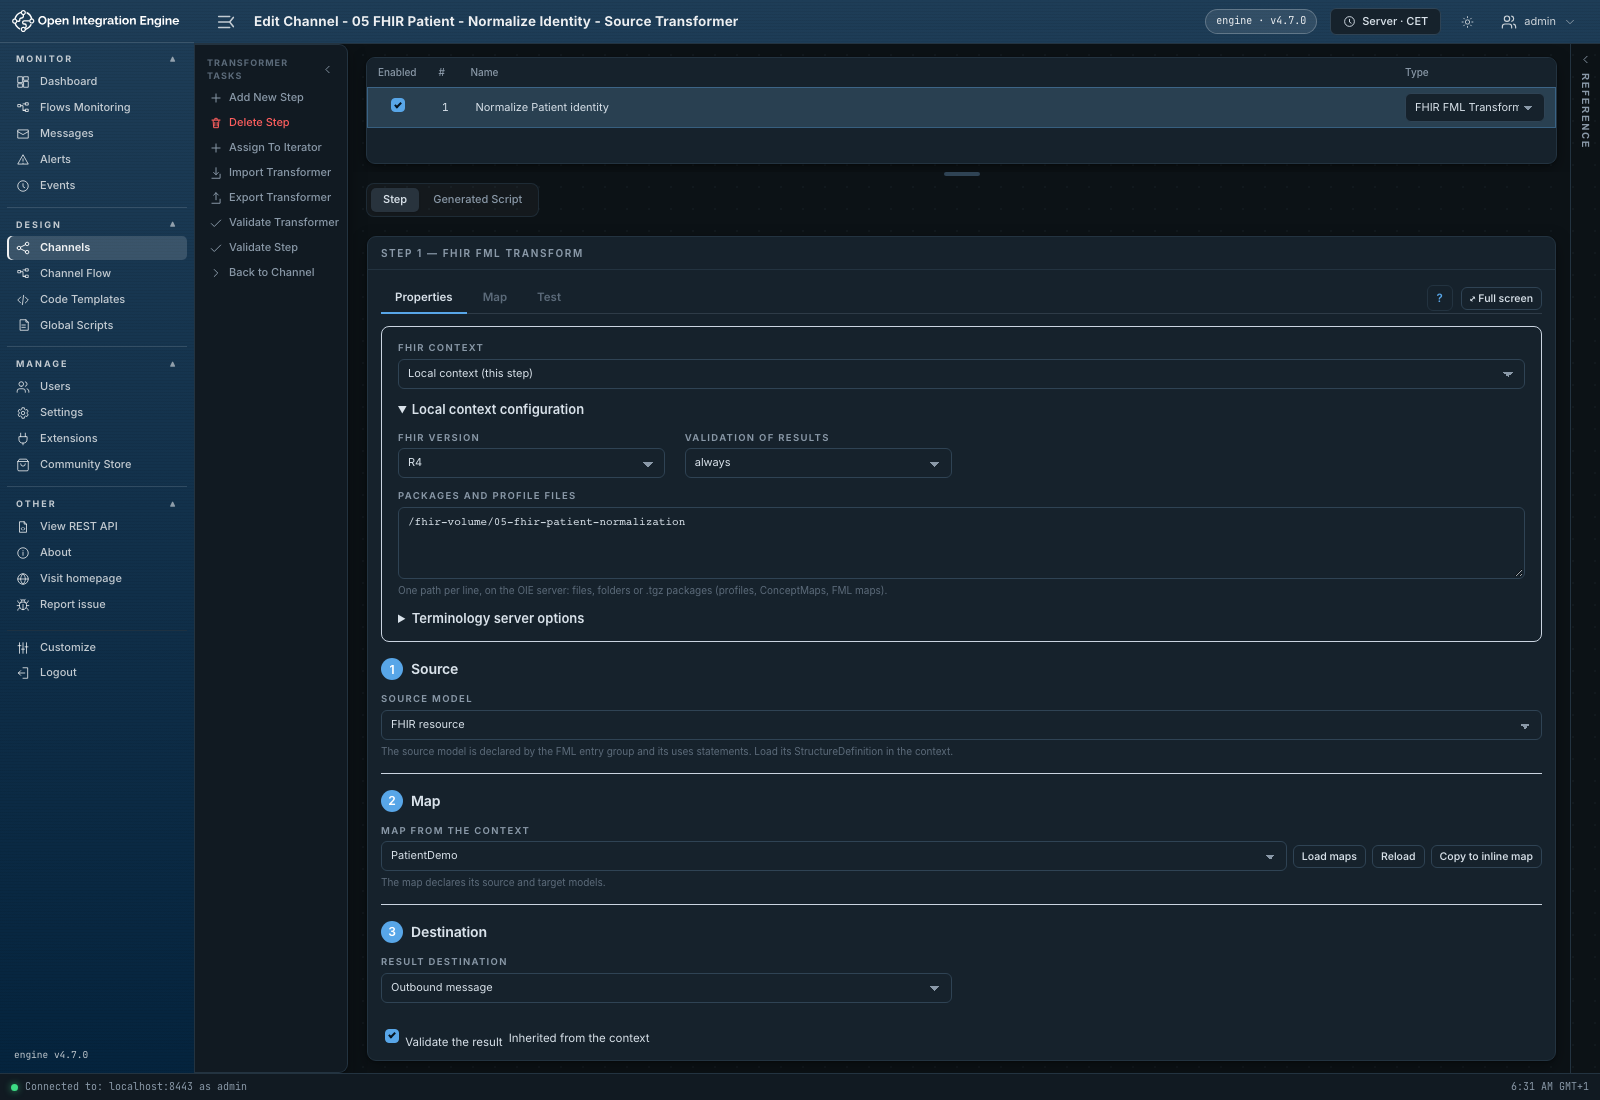 Open Integration Engine
Edit Channel - 05 FHIR Patient - Normalize Identity - Source Transformer
engine · v4.7.0
Server · CET
admin
MONITOR
Dashboard
Flows Monitoring
Messages
Alerts
Events
DESIGN
Channels
Channel Flow
Code Templates
Global Scripts
MANAGE
Users
Settings
Extensions
Community Store
OTHER
View REST API
About
Visit homepage
Report issue
Customize
Logout
engine v4.7.0
TRANSFORMER
TASKS
Add New Step
Delete Step
Assign To Iterator
Import Transformer
Export Transformer
Validate Transformer
Validate Step
Back to Channel
Enabled # Name Type
1 Normalize Patient identity FHIR FML Transform
Step Generated Script
STEP 1 — FHIR FML TRANSFORM
Properties Map Test
? Full screen
FHIR CONTEXT
Local context (this step)
Local context configuration
FHIR VERSION VALIDATION OF RESULTS
R4 always
PACKAGES AND PROFILE FILES
/fhir-volume/05-fhir-patient-normalization
One path per line, on the OIE server: files, folders or .tgz packages (profiles, ConceptMaps, FML maps).
Terminology server options
1 Source
SOURCE MODEL
FHIR resource
The source model is declared by the FML entry group and its uses statements. Load its StructureDefinition in the context.
2 Map
MAP FROM THE CONTEXT
PatientDemo Load maps Reload Copy to inline map
The map declares its source and target models.
3 Destination
RESULT DESTINATION
Outbound message
Validate the result Inherited from the context
REFERENCE
Connected to: localhost:8443 as admin
6:31 AM GMT+1